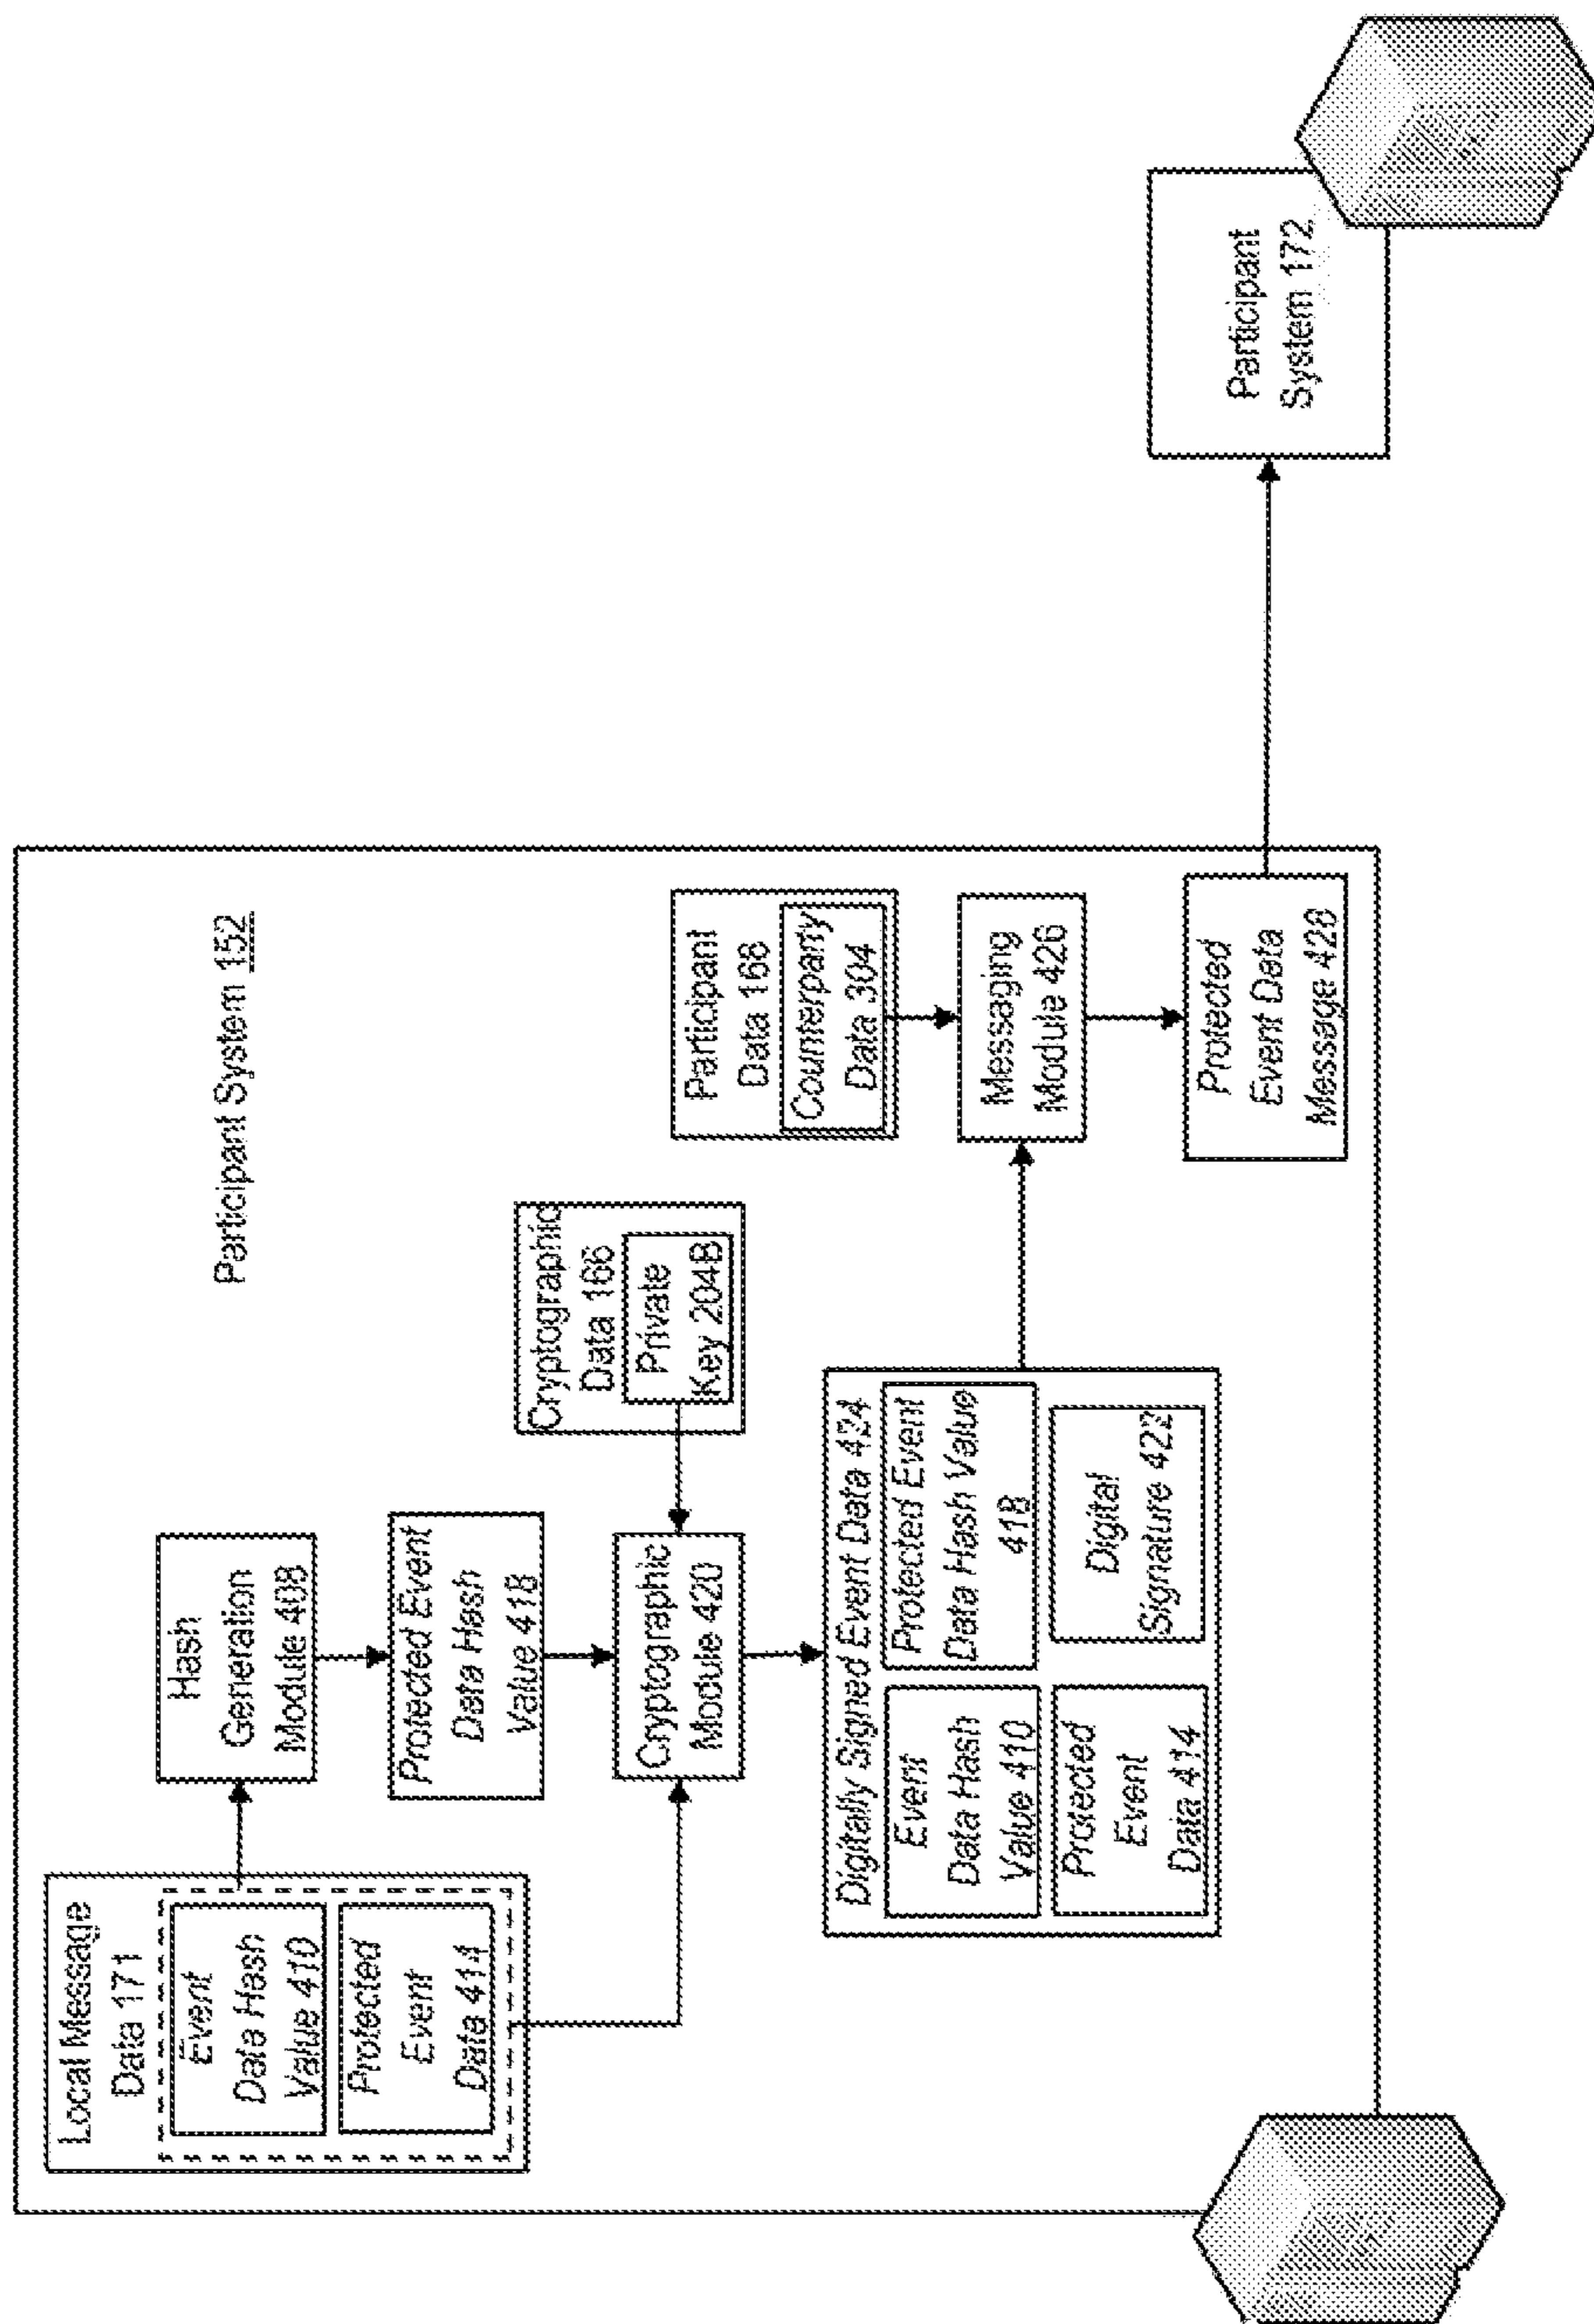 Participant System 152
Local Message
Data 171
Event
Data Hash
Value 410
Protected
Event
Data 414
Hash
Generation
Module 408
Protected Event
Data Hash
Value 418
Cryptographic
Module 420
Cryptographic
Data 166
Private
Key 204B
Digitally Signed Event Data 424
Event
Data Hash
Value 410
Protected Event
Data Hash Value
418
Protected
Event
Data 414
Digital
Signature 422
Participant
Data 168
Counterparty
Data 304
Messaging
Module 426
Protected
Event Data
Message 428
Participant
System 172